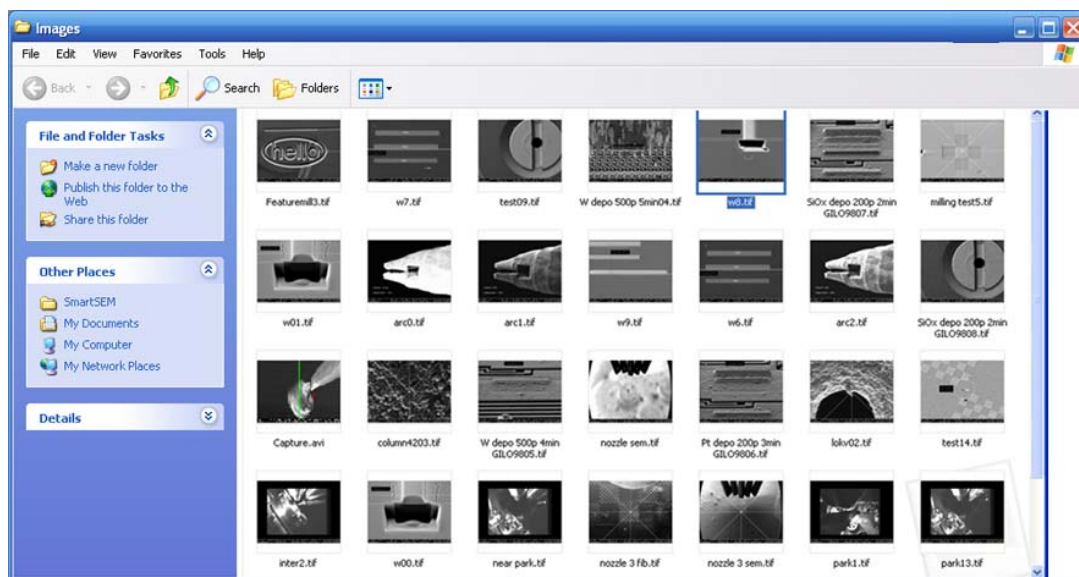 Images
File Edit View Favorites Tools Help
Back Search Folders
File and Folder Tasks
Make a new folder
Publish this folder to the
Web
Share this folder
Other Places
SmartSEM
My Documents
My Computer
My Network Places
Details
hello
Featuremill3.tif w7.tif test09.tif W depo 500p 5min04.tif w8.tif SiOx depo 200p 2min milling test5.tif
GILO9807.tif
w01.tif arc0.tif arc1.tif w9.tif w6.tif arc2.tif SiOx depo 200p 2min
GILO9808.tif
Capture.avi column4203.tif W depo 500p 4min nozzle sem.tif Pt depo 200p 3min lokv02.tif test14.tif
GILO9805.tif GILO9806.tif
inter2.tif w00.tif near park.tif nozzle 3 fib.tif nozzle 3 sem.tif park1.tif park13.tif